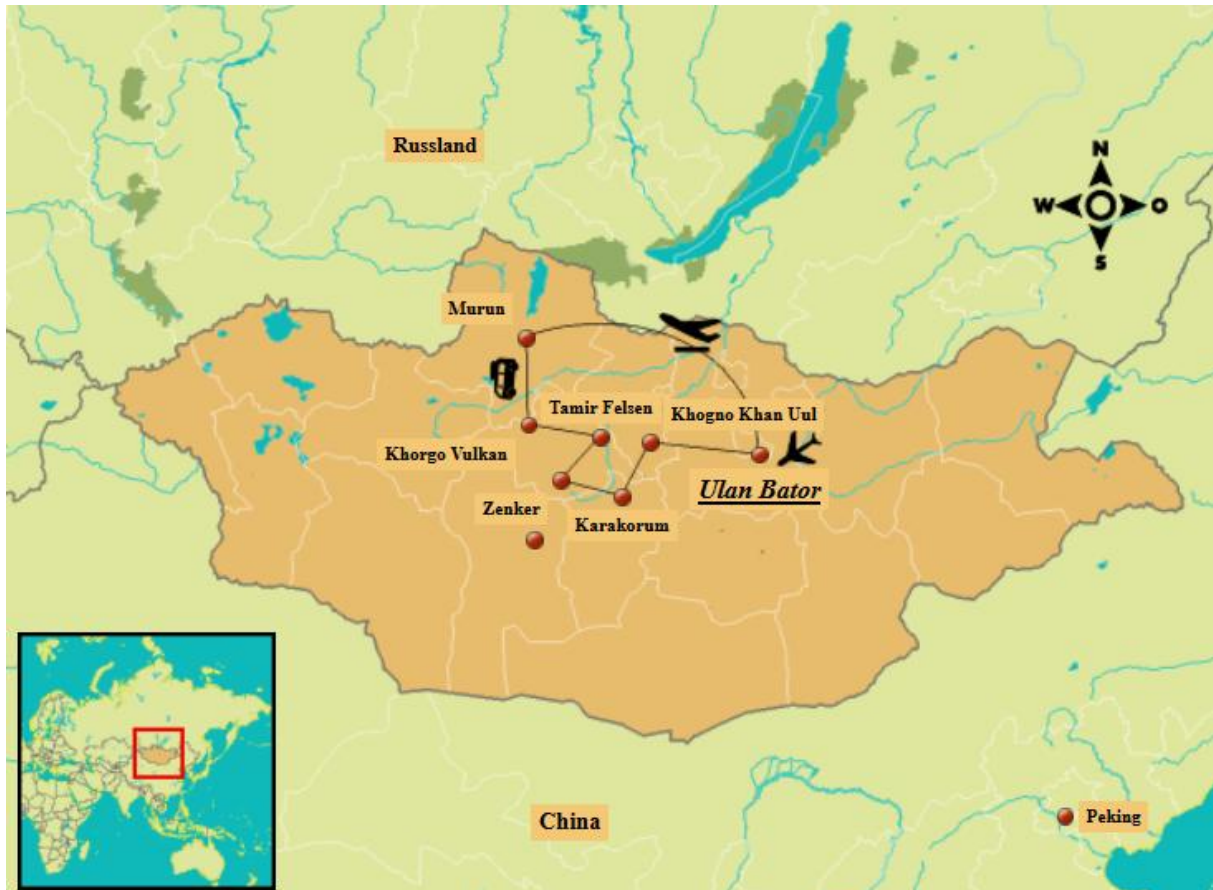 Russland
N
W
O
S
Murun
Tamir Felsen
Khogno Khan Uul
Khorgo Vulkan
Ulan Bator
Zenker
Karakorum
China
Peking